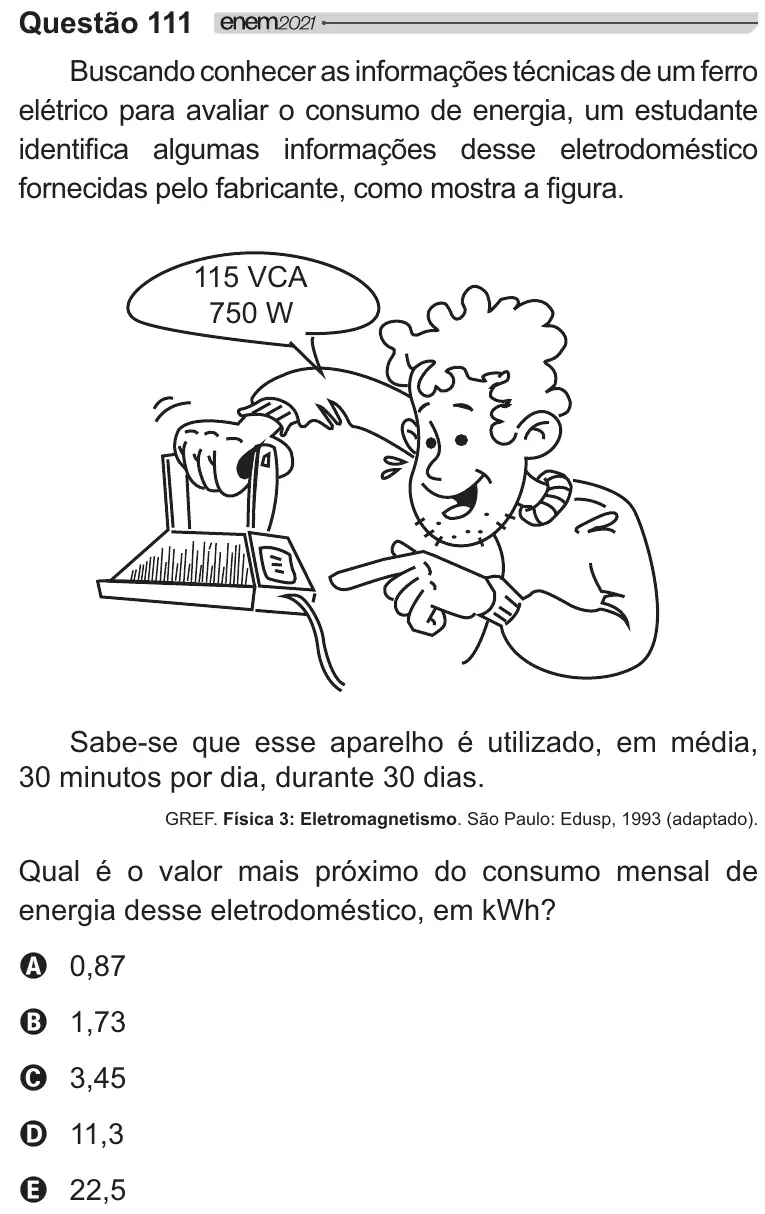 Questão 111 enem2021
Buscando conhecer as informações técnicas de um ferro
elétrico para avaliar o consumo de energia, um estudante
identifica algumas informações desse eletrodoméstico
fornecidas pelo fabricante, como mostra a figura.
115 VCA
750 W
Sabe-se que esse aparelho é utilizado, em média,
30 minutos por dia, durante 30 dias.
GREF. Física 3: Eletromagnetismo. São Paulo: Edusp, 1993 (adaptado).
Qual é o valor mais próximo do consumo mensal de
energia desse eletrodoméstico, em kWh?
A 0,87
B 1,73
C 3,45
D 11,3
E 22,5